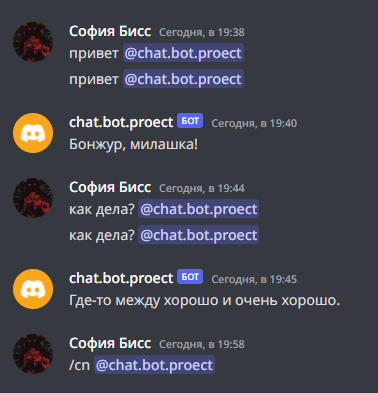 София Бисс Сегодня, в 19:38
привет @chat.bot.proect
привет @chat.bot.proect
chat.bot.proect БОТ Сегодня, в 19:40
Бонжур, милашка!
София Бисс Сегодня, в 19:44
как дела? @chat.bot.proect
как дела? @chat.bot.proect
chat.bot.proect БОТ Сегодня, в 19:45
Где-то между хорошо и очень хорошо.
София Бисс Сегодня, в 19:58
/сп @chat.bot.proect